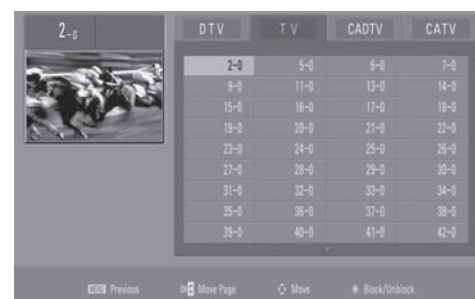 2-0
DTV TV CADTV CATV
2-0 5-0 6-0 7-0
9-0 11-0 13-0 14-0
15-0 16-0 17-0 18-0
19-0 20-0 21-0 22-0
23-0 24-0 25-0 26-0
27-0 28-0 29-0 30-0
31-0 32-0 33-0 34-0
35-0 36-0 37-0 38-0
39-0 40-0 41-0 42-0
MENU Previous CH Move Page Move Block/Unblock